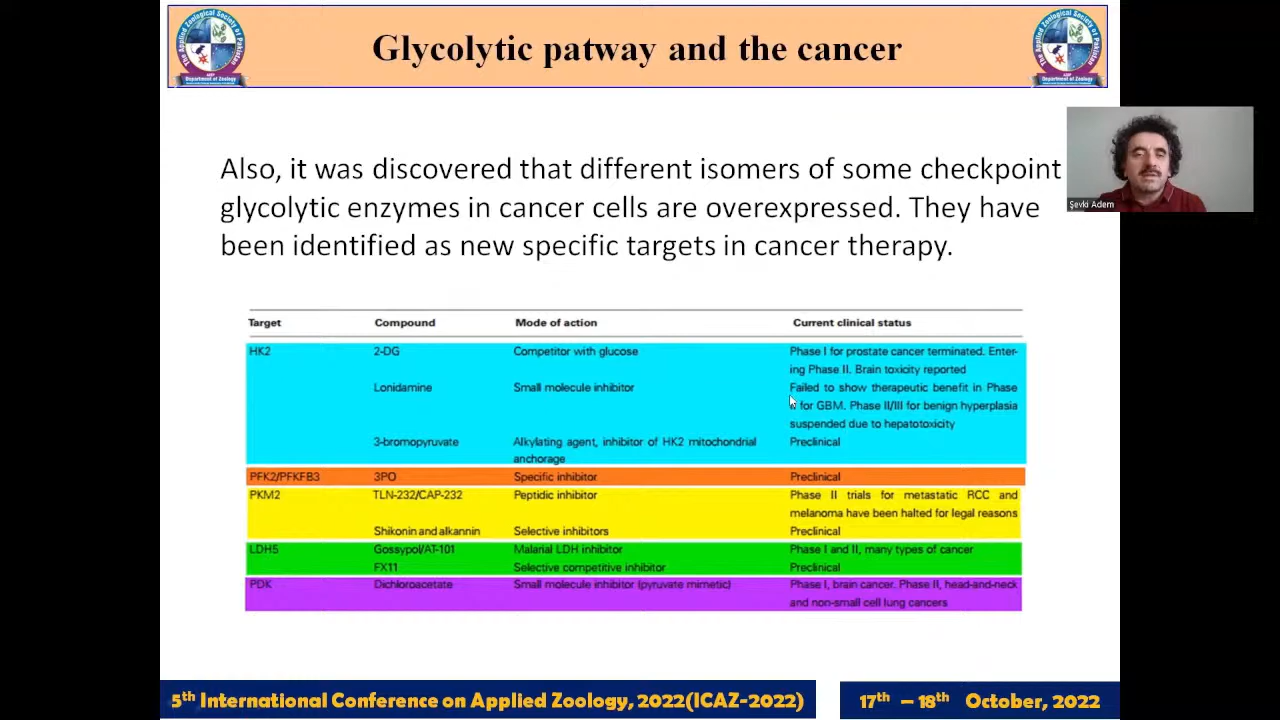 Glycolytic patway and the cancer
Şevki Adem
Also, it was discovered that different isomers of some checkpoint
glycolytic enzymes in cancer cells are overexpressed. They have
been identified as new specific targets in cancer therapy.
Target Compound Mode of action Current clinical status
HK2 2-DG Competitor with glucose Phase I for prostate cancer terminated. Enter-
ing Phase II. Brain toxicity reported
Lonidamine Small molecule inhibitor Failed to show therapeutic benefit in Phase
for GBM. Phase II/III for benign hyperplasia
suspended due to hepatotoxicity
3-bromopyruvate Alkylating agent, inhibitor of HK2 mitochondrial Preclinical
anchorage
PFK2/PFKFB3 3PO Specific inhibitor Preclinical
PKM2 TLN-232/CAP-232 Peptidic inhibitor Phase II trials for metastatic RCC and
melanoma have been halted for legal reasons
Shikonin and alkannin Selective inhibitors Preclinical
LDH5 Gossypol/AT-101 Malarial LDH inhibitor Phase I and II, many types of cancer
FX11 Selective competitive inhibitor Preclinical
PDK Dichloroacetate Small molecule inhibitor (pyruvate mimetic) Phase I, brain cancer. Phase II, head-and-neck
and non-small cell lung cancers
5th International Conference on Applied Zoology, 2022(ICAZ-2022)
17th – 18th October, 2022